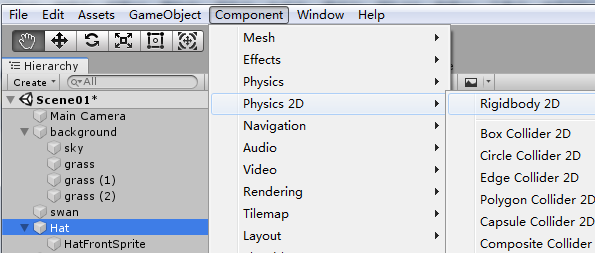 File Edit Assets GameObject Component Window Help
Hierarchy
Create All
Scene01*
Main Camera
background
sky
grass
grass (1)
grass (2)
swan
Hat
HatFrontSprite
Mesh
Effects
Physics
Physics 2D
Navigation
Audio
Video
Rendering
Tilemap
Layout
Rigidbody 2D
Box Collider 2D
Circle Collider 2D
Edge Collider 2D
Polygon Collider 2D
Capsule Collider 2D
Composite Collider